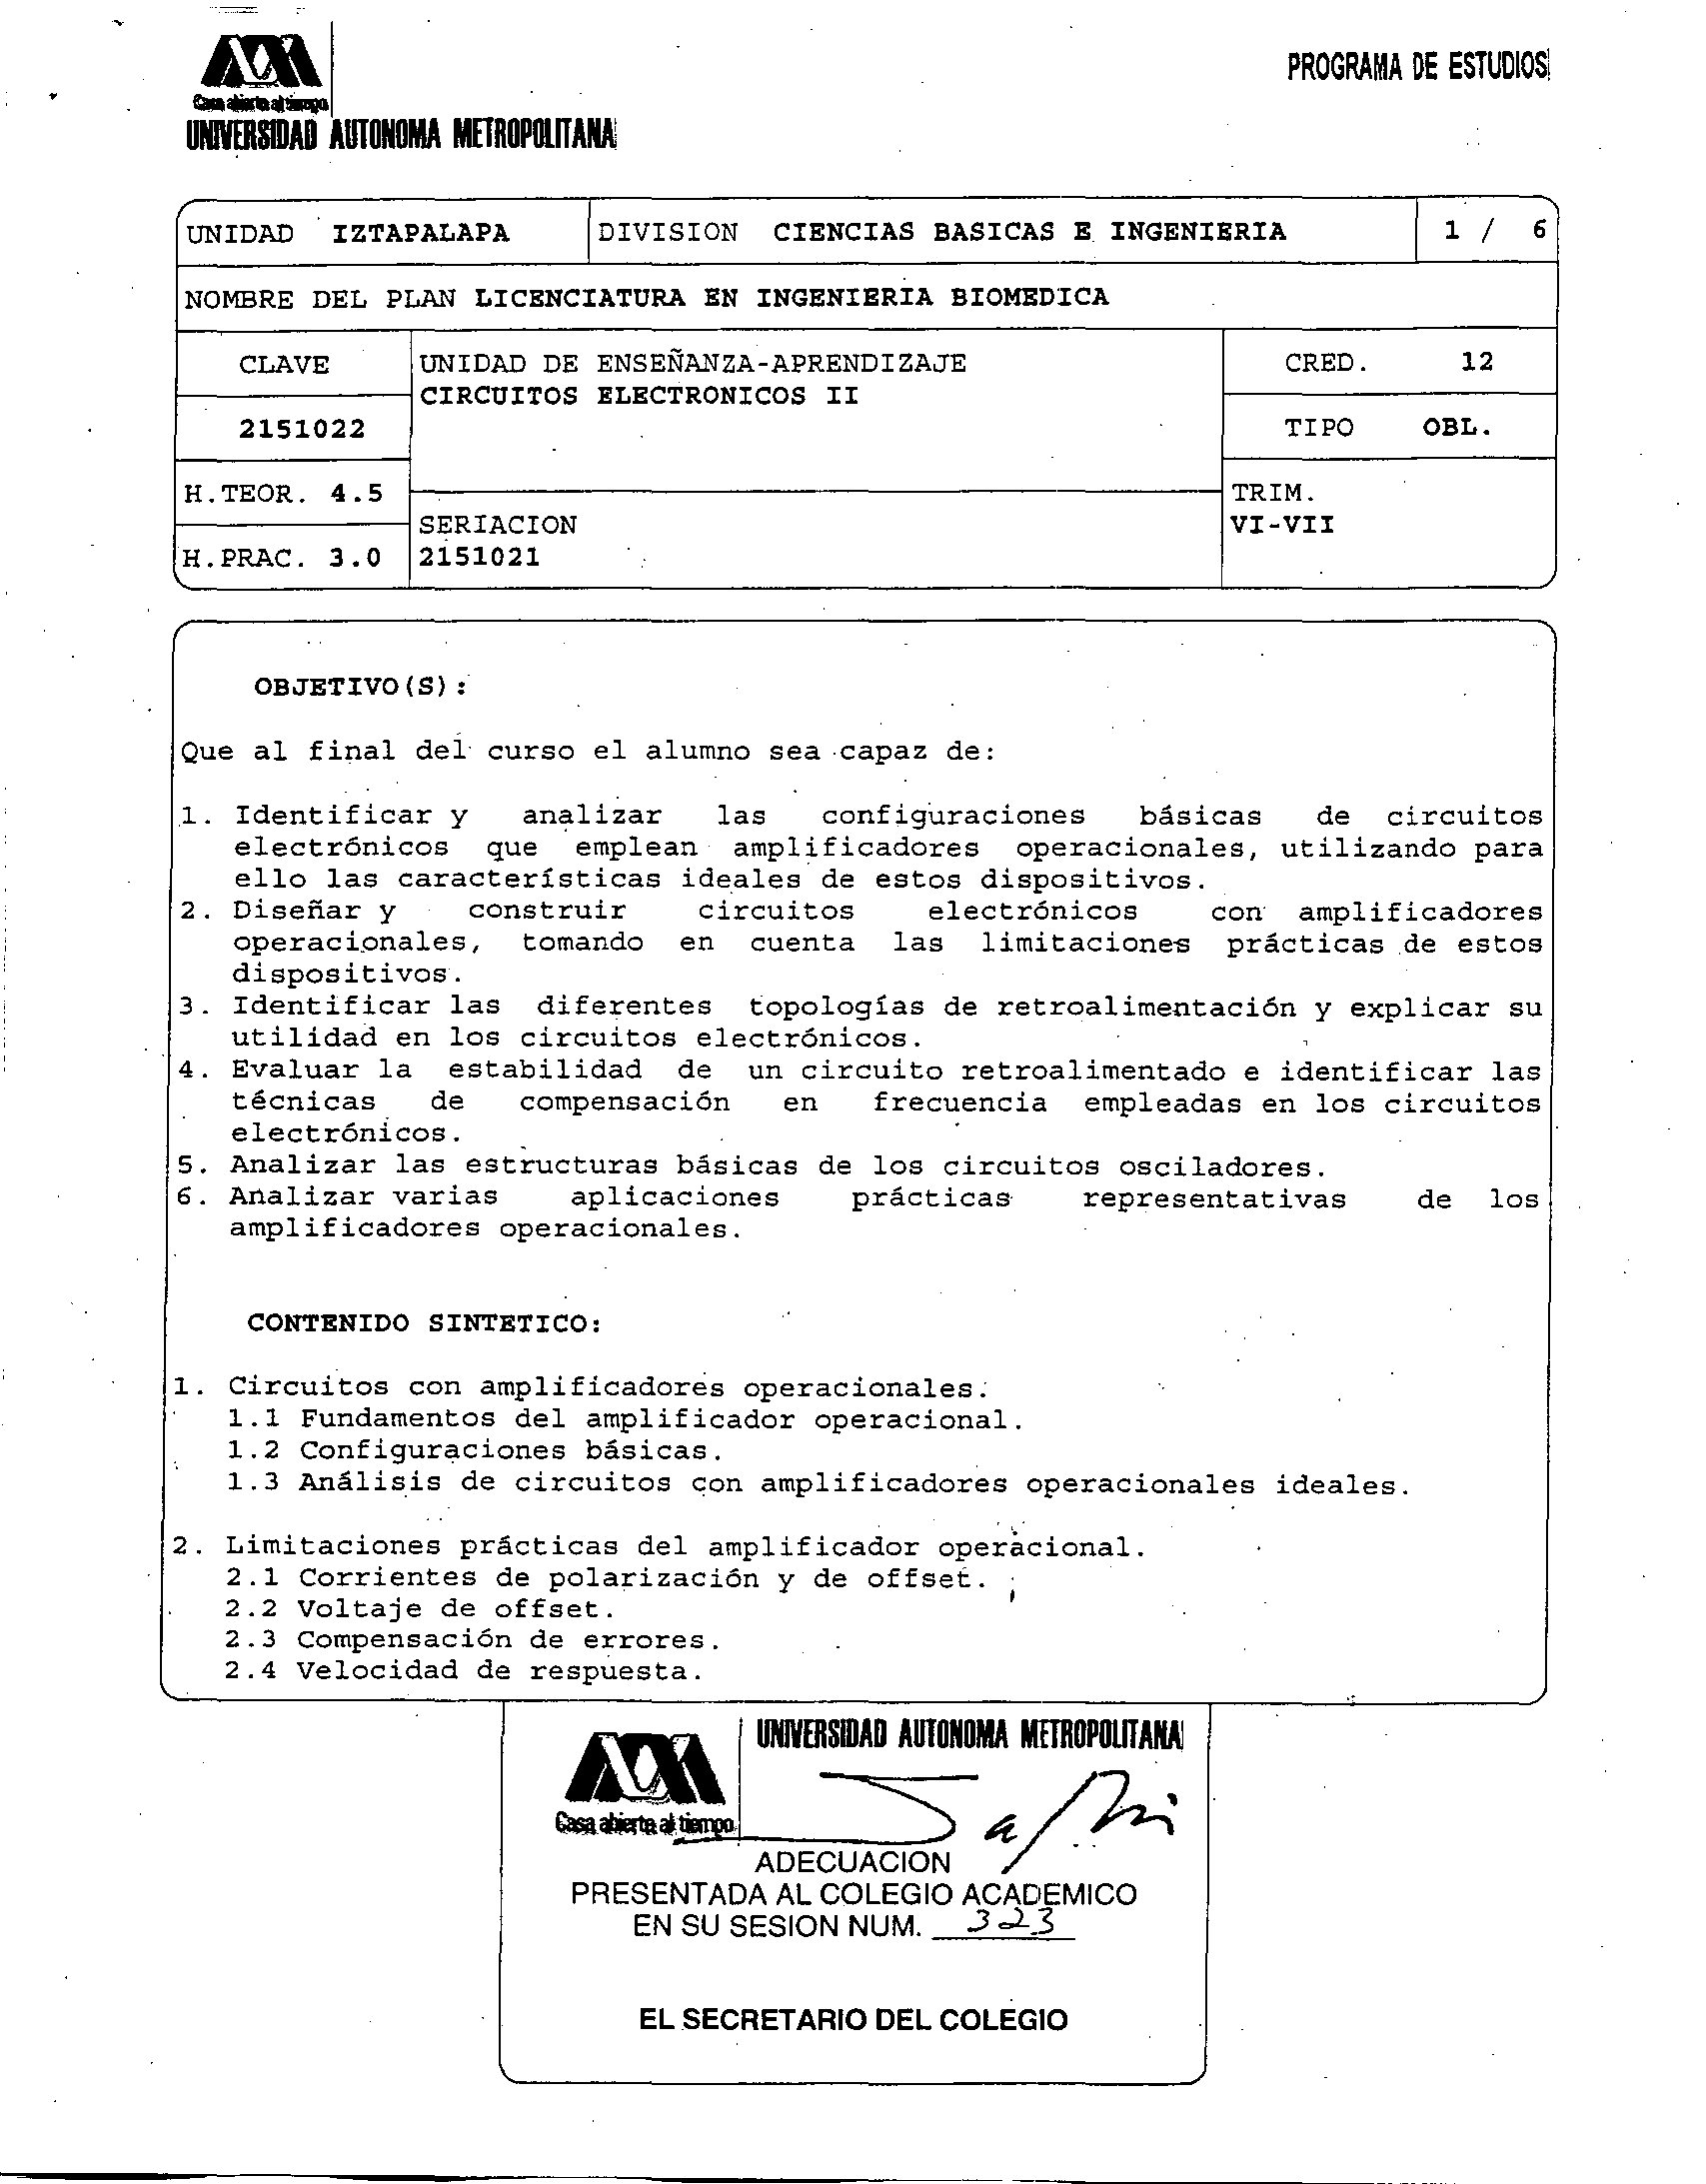 PROGRAMA DE ESTUDIOS
Casa abierta al tiempo
UNIVERSIDAD AUTONOMA METROPOLITANA
UNIDAD IZTAPALAPA
DIVISION CIENCIAS BASICAS E INGENIERIA
1 / 6
NOMBRE DEL PLAN LICENCIATURA EN INGENIERIA BIOMEDICA
CLAVE
2151022
UNIDAD DE ENSEÑANZA-APRENDIZAJE
CIRCUITOS ELECTRONICOS II
CRED. 12
TIPO OBL.
H.TEOR. 4.5
H.PRAC. 3.0
SERIACION
2151021
TRIM.
VI-VII
OBJETIVO(S):
Que al final del curso el alumno sea capaz de:
1. Identificar y analizar las configuraciones básicas de circuitos
electrónicos que emplean amplificadores operacionales, utilizando para
ello las características ideales de estos dispositivos.
2. Diseñar y construir circuitos electrónicos con amplificadores
operacionales, tomando en cuenta las limitaciones prácticas de estos
dispositivos.
3. Identificar las diferentes topologías de retroalimentación y explicar su
utilidad en los circuitos electrónicos.
4. Evaluar la estabilidad de un circuito retroalimentado e identificar las
técnicas de compensación en frecuencia empleadas en los circuitos
electrónicos.
5. Analizar las estructuras básicas de los circuitos osciladores.
6. Analizar varias aplicaciones prácticas representativas de los
amplificadores operacionales.
CONTENIDO SINTETICO:
1. Circuitos con amplificadores operacionales.
1.1 Fundamentos del amplificador operacional.
1.2 Configuraciones básicas.
1.3 Análisis de circuitos con amplificadores operacionales ideales.
2. Limitaciones prácticas del amplificador operacional.
2.1 Corrientes de polarización y de offset.
2.2 Voltaje de offset.
2.3 Compensación de errores.
2.4 Velocidad de respuesta.
UNIVERSIDAD AUTONOMA METROPOLITANA
Casa abierta al tiempo
ADECUACION
PRESENTADA AL COLEGIO ACADEMICO
EN SU SESION NUM. 323
EL SECRETARIO DEL COLEGIO